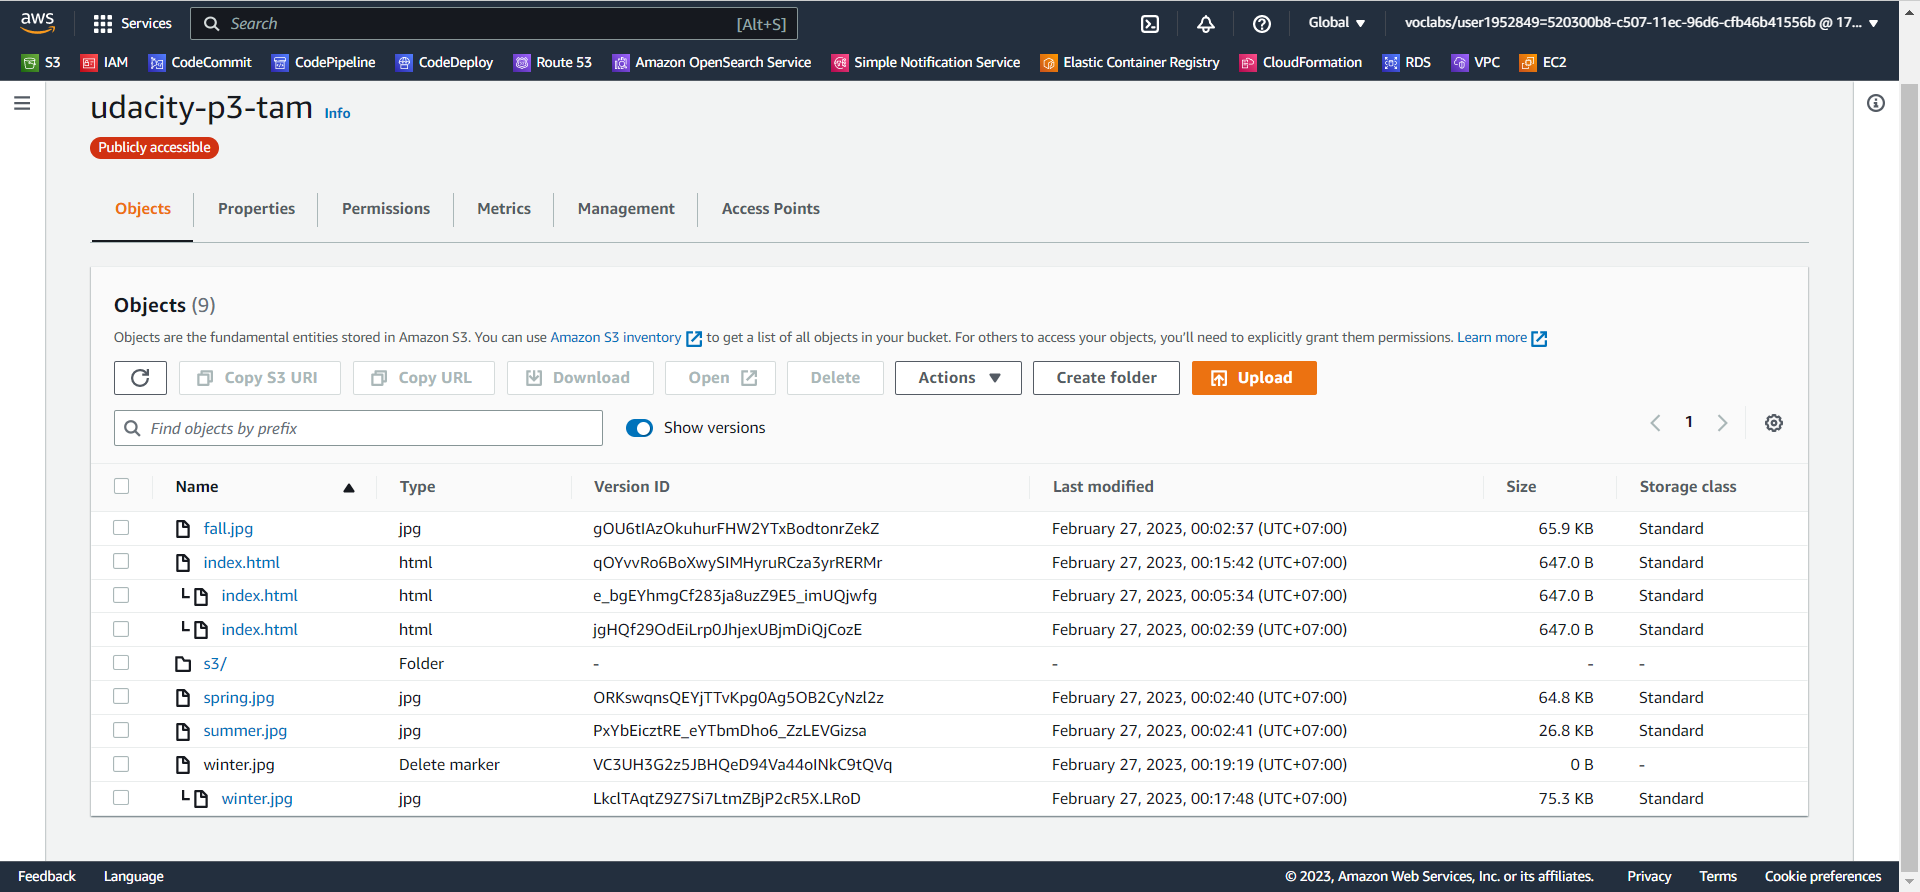 aws Services Search [Alt+S] Global voclabs/user1952849=520300b8-c507-11ec-96d6-cfb46b41556b @ 17...
S3 IAM CodeCommit CodePipeline CodeDeploy Route 53 Amazon OpenSearch Service Simple Notification Service Elastic Container Registry CloudFormation RDS VPC EC2
udacity-p3-tam Info
Publicly accessible
Objects Properties Permissions Metrics Management Access Points
Objects (9)
Objects are the fundamental entities stored in Amazon S3. You can use Amazon S3 inventory to get a list of all objects in your bucket. For others to access your objects, you'll need to explicitly grant them permissions. Learn more
Copy S3 URI Copy URL Download Open Delete Actions Create folder Upload
Find objects by prefix Show versions 1
Name Type Version ID Last modified Size Storage class
fall.jpg jpg gOU6tIAzOkuhurFHW2YTxBodtonrZekZ February 27, 2023, 00:02:37 (UTC+07:00) 65.9 KB Standard
index.html html qOYvvRo6BoXwySIMHyruRCza3yrRERMr February 27, 2023, 00:15:42 (UTC+07:00) 647.0 B Standard
index.html html e_bgEYhmgCf283ja8uzZ9E5_imUQjwfg February 27, 2023, 00:05:34 (UTC+07:00) 647.0 B Standard
index.html html jgHQf29OdEiLrp0JhjexUBjmDiQjCozE February 27, 2023, 00:02:39 (UTC+07:00) 647.0 B Standard
s3/ Folder - - - -
spring.jpg jpg ORKswqnsQEYjTTvKpg0Ag5OB2CyNzl2z February 27, 2023, 00:02:40 (UTC+07:00) 64.8 KB Standard
summer.jpg jpg PxYbEicztRE_eYTbmDho6_ZzLEVGizsa February 27, 2023, 00:02:41 (UTC+07:00) 26.8 KB Standard
winter.jpg Delete marker VC3UH3G2z5JBHQeD94Va44oINkC9tQVq February 27, 2023, 00:19:19 (UTC+07:00) 0 B -
winter.jpg jpg LkclTAqtZ9Z7Si7LtmZBjP2cR5X.LRoD February 27, 2023, 00:17:48 (UTC+07:00) 75.3 KB Standard
Feedback Language © 2023, Amazon Web Services, Inc. or its affiliates. Privacy Terms Cookie preferences